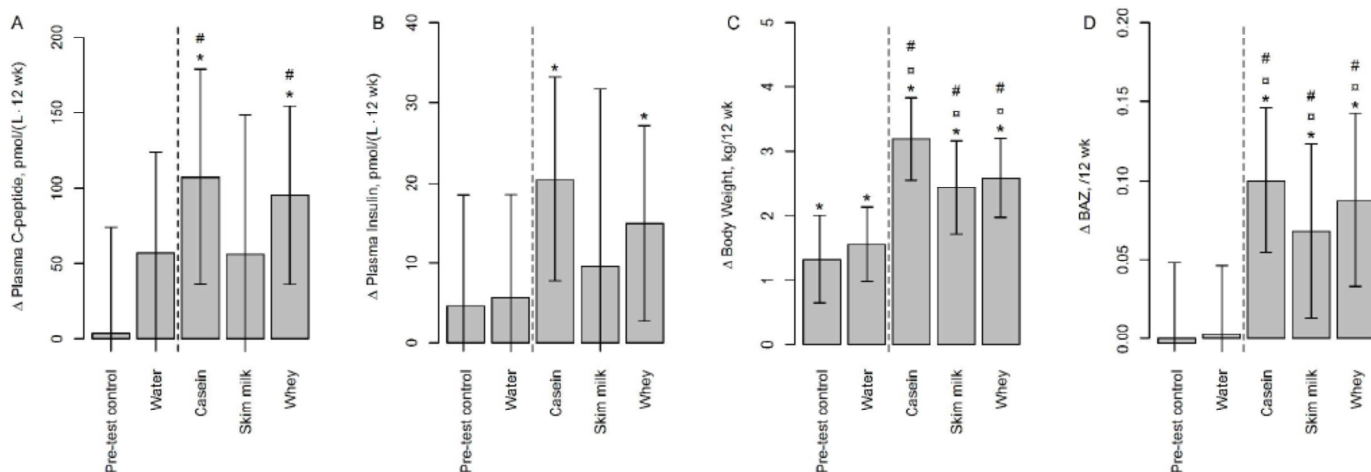 A
Δ Plasma C-peptide, pmol/(L · 12 wk)
200
150
100
50
0
#
*
#
*
Pre-test control
Water
Casein
Skim milk
Whey
B
Δ Plasma Insulin, pmol/(L · 12 wk)
40
30
20
10
0
*
*
Pre-test control
Water
Casein
Skim milk
Whey
C
Δ Body Weight, kg/12 wk
5
4
3
2
1
0
*
*
#
¤
*
#
¤
*
#
¤
*
Pre-test control
Water
Casein
Skim milk
Whey
D
Δ BAZ, /12 wk
0.20
0.15
0.10
0.05
0.00
#
¤
*
#
¤
*
#
¤
*
Pre-test control
Water
Casein
Skim milk
Whey